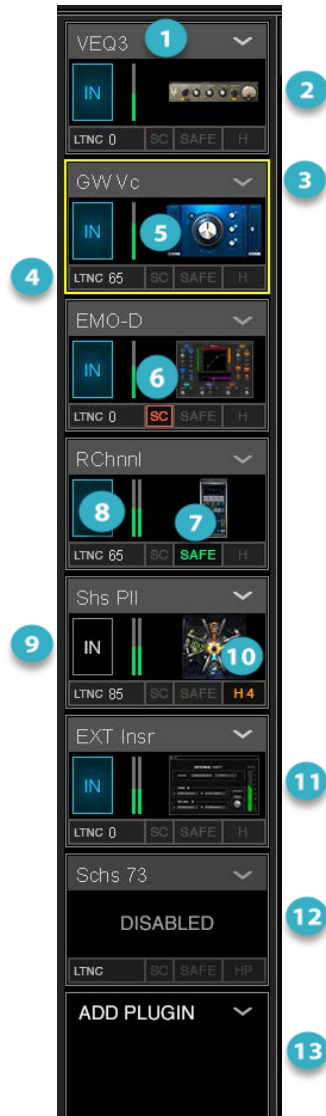 VEQ3 1
IN 2
LTNC 0 SC SAFE H
GW Vc 3
IN 5
4 LTNC 65 SC SAFE H
EMO-D
IN 6
LTNC 0 SC SAFE H
RChnnl
8 7
LTNC 65 SC SAFE H
Shs Pll
9 IN 10
LTNC 85 SC SAFE H 4
EXT Insr
IN 11
LTNC 0 SC SAFE H
Schs 73
DISABLED 12
LTNC SC SAFE HP
ADD PLUGIN
13